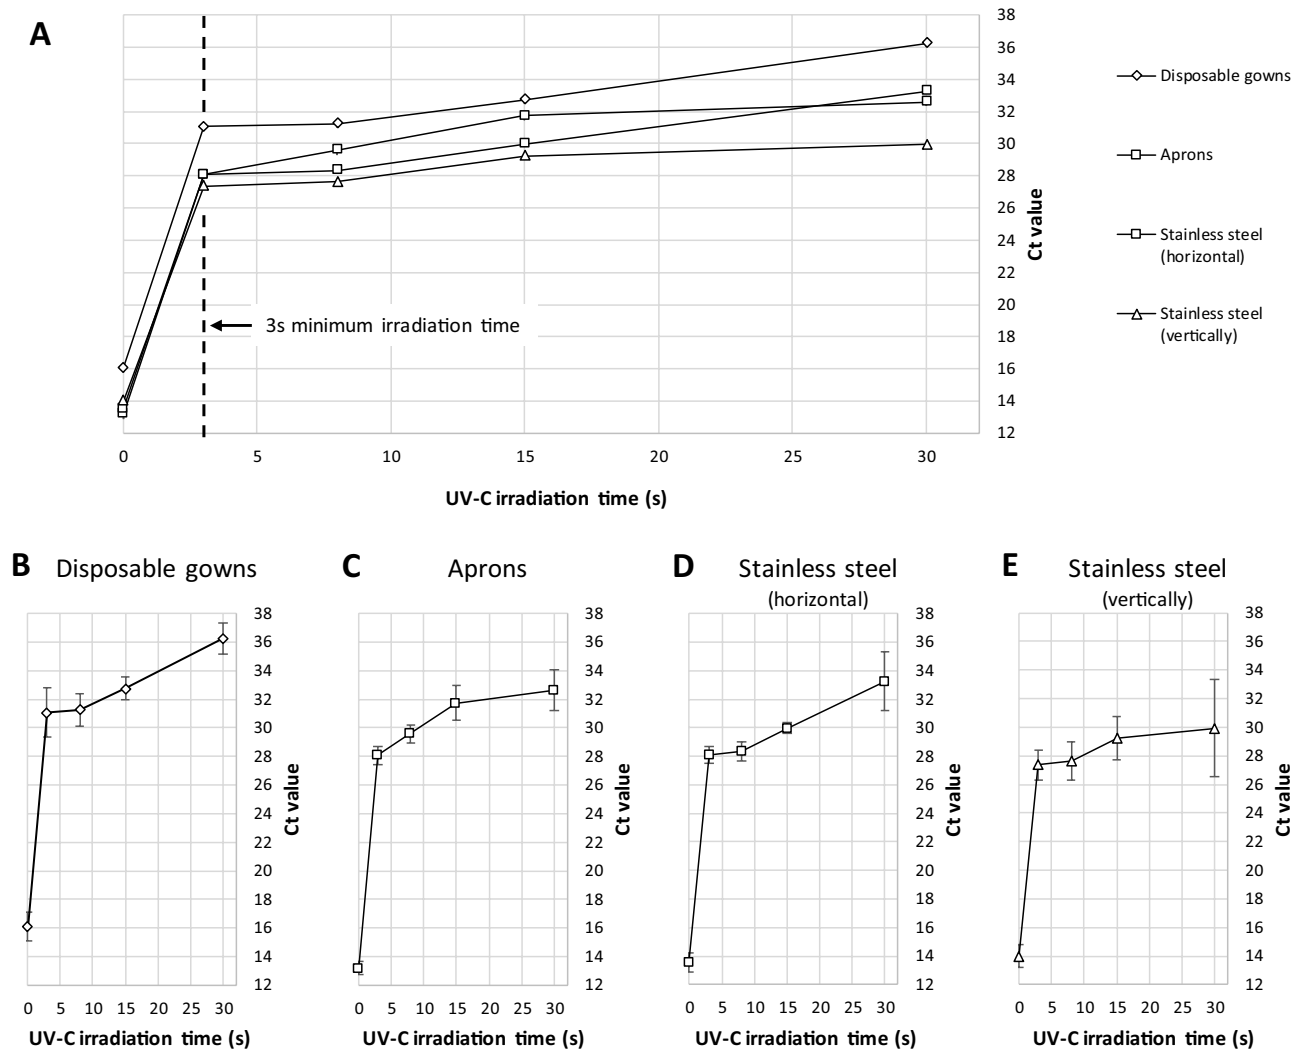 A
38
36
34
32
30
28
26
24
22
20
18
16
14
12
Ct value
3s minimum irradiation time
0 5 10 15 20 25 30
UV-C irradiation time (s)
Disposable gowns
Aprons
Stainless steel
(horizontal)
Stainless steel
(vertically)
B Disposable gowns
38
36
34
32
30
28
26
24
22
20
18
16
14
12
Ct value
0 5 10 15 20 25 30
UV-C irradiation time (s)
C Aprons
38
36
34
32
30
28
26
24
22
20
18
16
14
12
Ct value
0 5 10 15 20 25 30
UV-C irradiation time (s)
D Stainless steel
(horizontal)
38
36
34
32
30
28
26
24
22
20
18
16
14
12
Ct value
0 5 10 15 20 25 30
UV-C irradiation time (s)
E Stainless steel
(vertically)
38
36
34
32
30
28
26
24
22
20
18
16
14
12
Ct value
0 5 10 15 20 25 30
UV-C irradiation time (s)